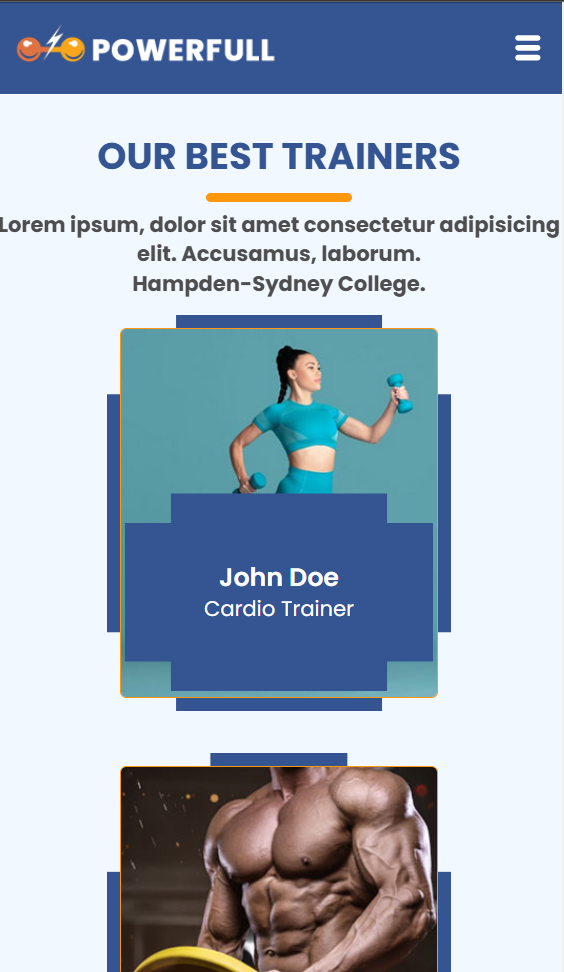 POWERFULL
OUR BEST TRAINERS
Lorem ipsum, dolor sit amet consectetur adipisicing
elit. Accusamus, laborum.
Hampden-Sydney College.
John Doe
Cardio Trainer